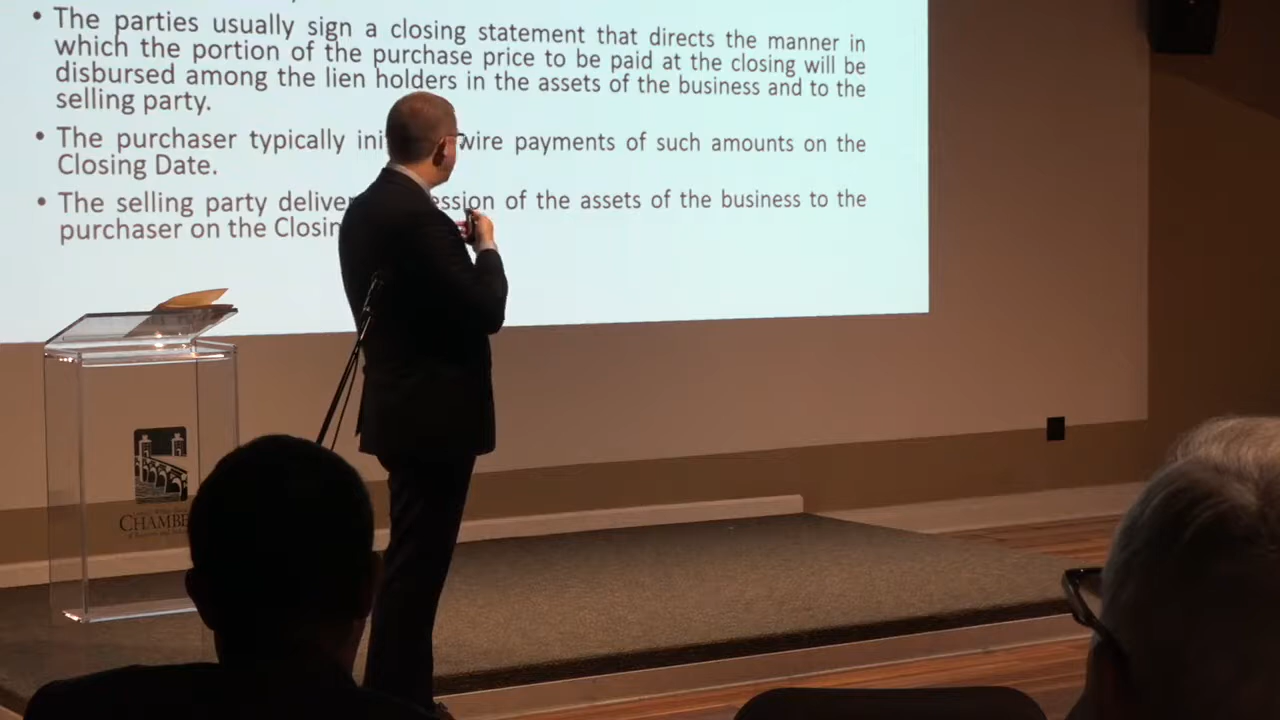 • The parties usually sign a closing statement that directs the manner in
which the portion of the purchase price to be paid at the closing will be
disbursed among the lien holders in the assets of the business and to the
selling party.
• The purchaser typically ini wire payments of such amounts on the
Closing Date.
• The selling party deliver ession of the assets of the business to the
purchaser on the Closin
CHAMBE